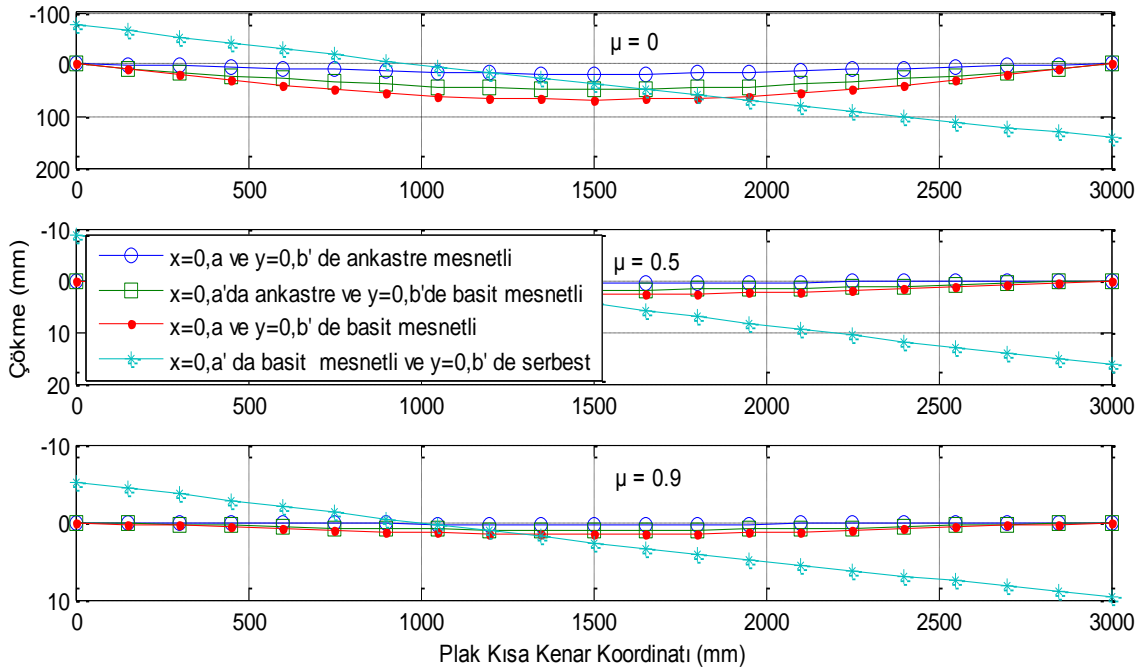 -100
0
100
200
μ = 0
0 500 1000 1500 2000 2500 3000
Çökme (mm)
-10
0
10
20
μ = 0.5
x=0,a ve y=0,b' de ankastre mesnetli
x=0,a'da ankastre ve y=0,b'de basit mesnetli
x=0,a ve y=0,b' de basit mesnetli
x=0,a' da basit mesnetli ve y=0,b' de serbest
0 500 1000 1500 2000 2500 3000
-10
0
10
μ = 0.9
0 500 1000 1500 2000 2500 3000
Plak Kısa Kenar Koordinatı (mm)